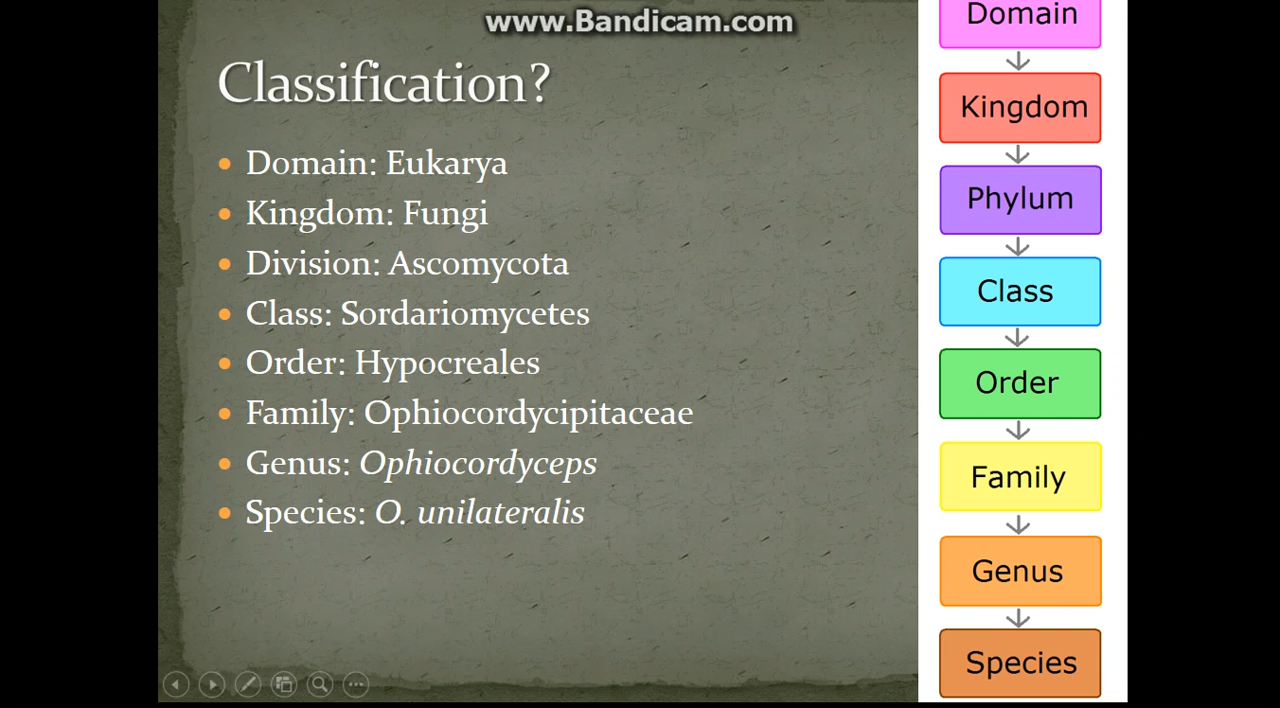 www.Bandicam.com
Classification?
Domain: Eukarya
Kingdom: Fungi
Division: Ascomycota
Class: Sordariomycetes
Order: Hypocreales
Family: Ophiocordycipitaceae
Genus: Ophiocordyceps
Species: O. unilateralis
Domain
Kingdom
Phylum
Class
Order
Family
Genus
Species